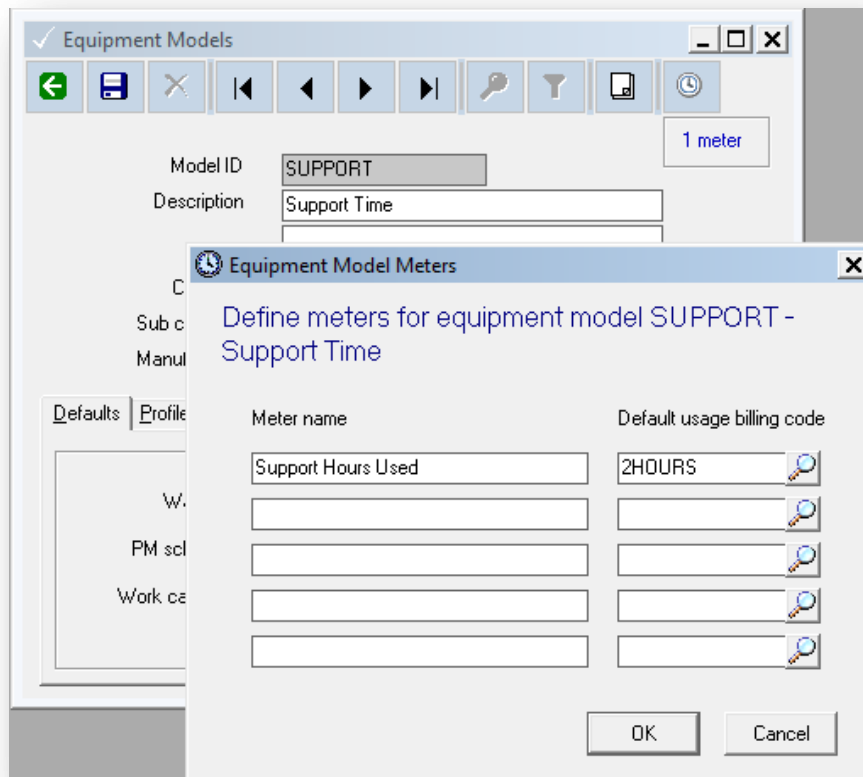 Equipment Models
1 meter
Model ID SUPPORT
Description Support Time
Equipment Model Meters
C
Sub c
Manul
Define meters for equipment model SUPPORT -
Support Time
Defaults Profile
Meter name Default usage billing code
Support Hours Used 2HOURS
W
PM scl
Work ca
OK Cancel